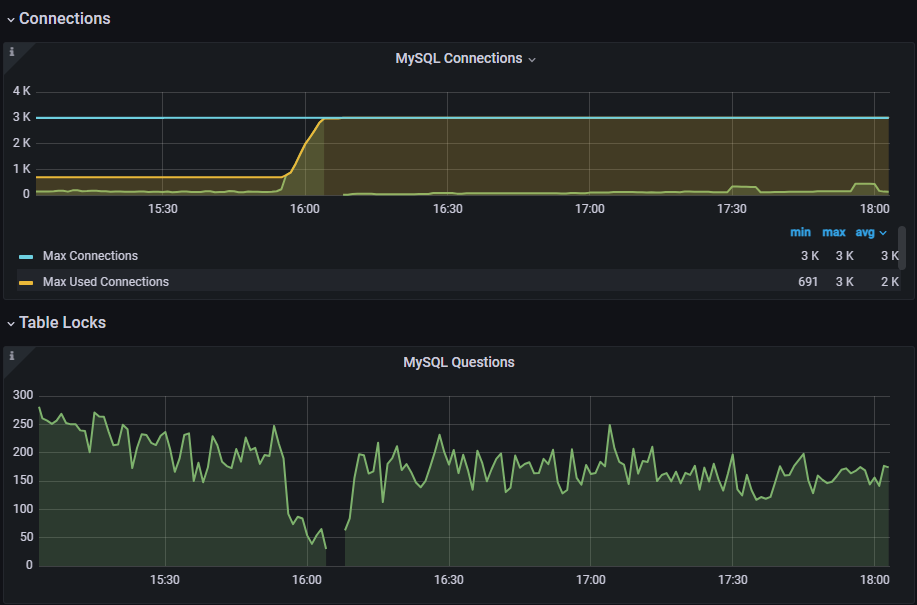 Connections
MySQL Connections
4 K
3 K
2 K
1 K
0
15:30 16:00 16:30 17:00 17:30 18:00
min max avg
Max Connections 3 K 3 K 3 K
Max Used Connections 691 3 K 2 K
Table Locks
MySQL Questions
300
250
200
150
100
50
0
15:30 16:00 16:30 17:00 17:30 18:00